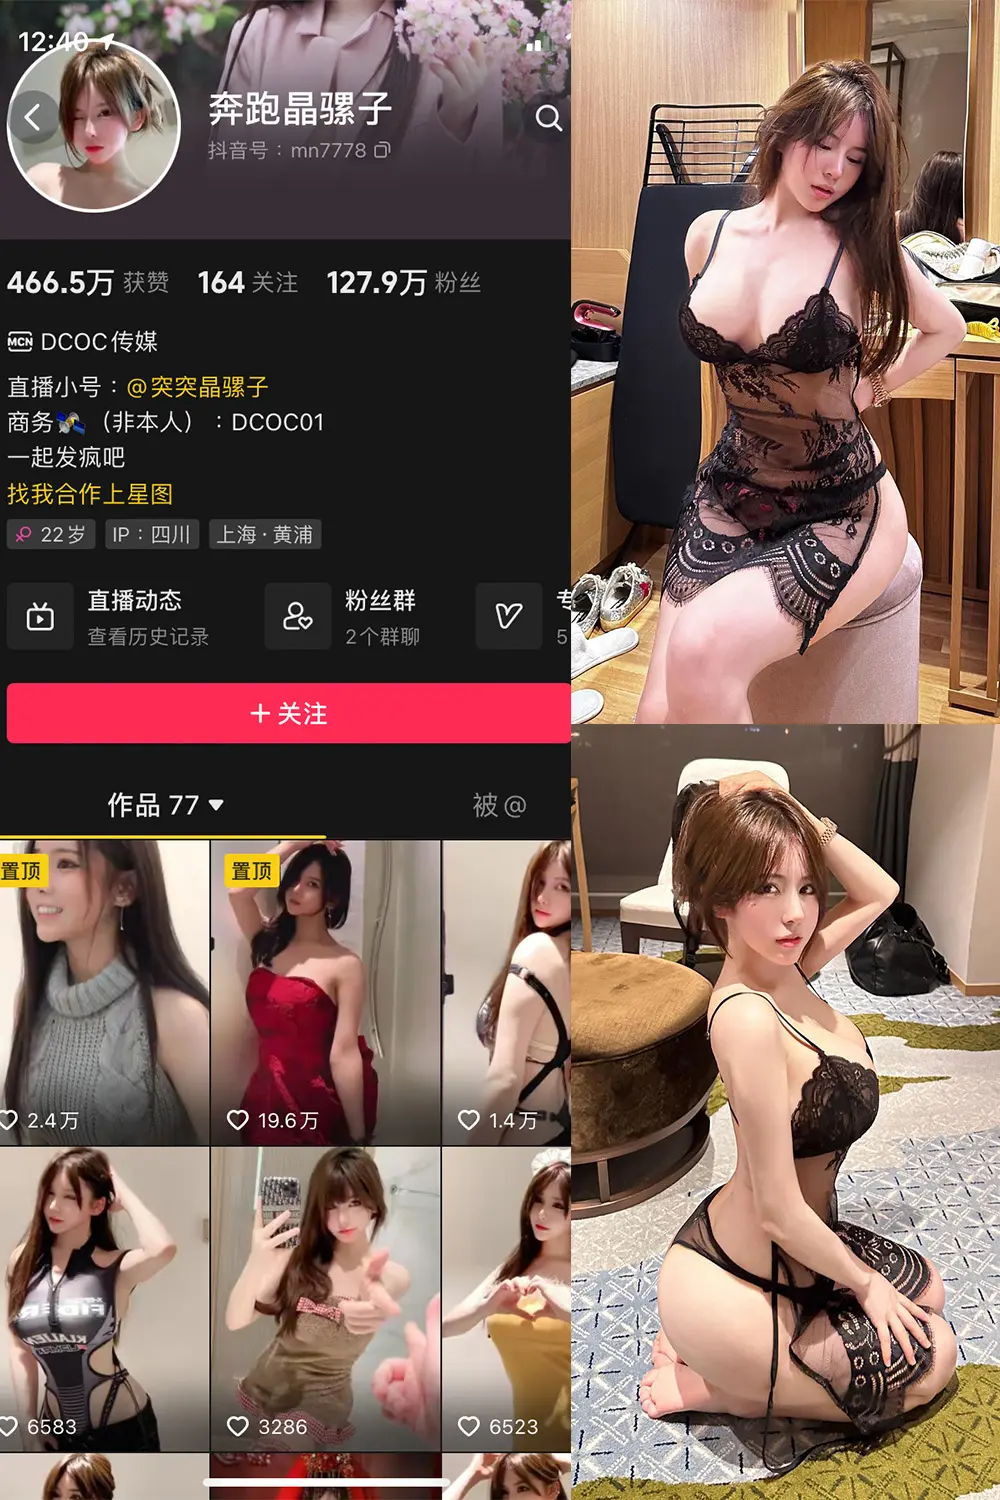 12:40
奔跑晶骡子
抖音号：mn7778
466.5万 获赞 164 关注 127.9万 粉丝
MCN DCOC传媒
直播小号：@突突晶骡子
商务（非本人）：DCOC01
一起发疯吧
找我合作上星图
22岁 IP：四川 上海·黄浦
直播动态 粉丝群 专
查看历史记录 2个群聊 5
+ 关注
作品 77 被@
置顶 置顶
2.4万 19.6万 1.4万
6583 3286 6523